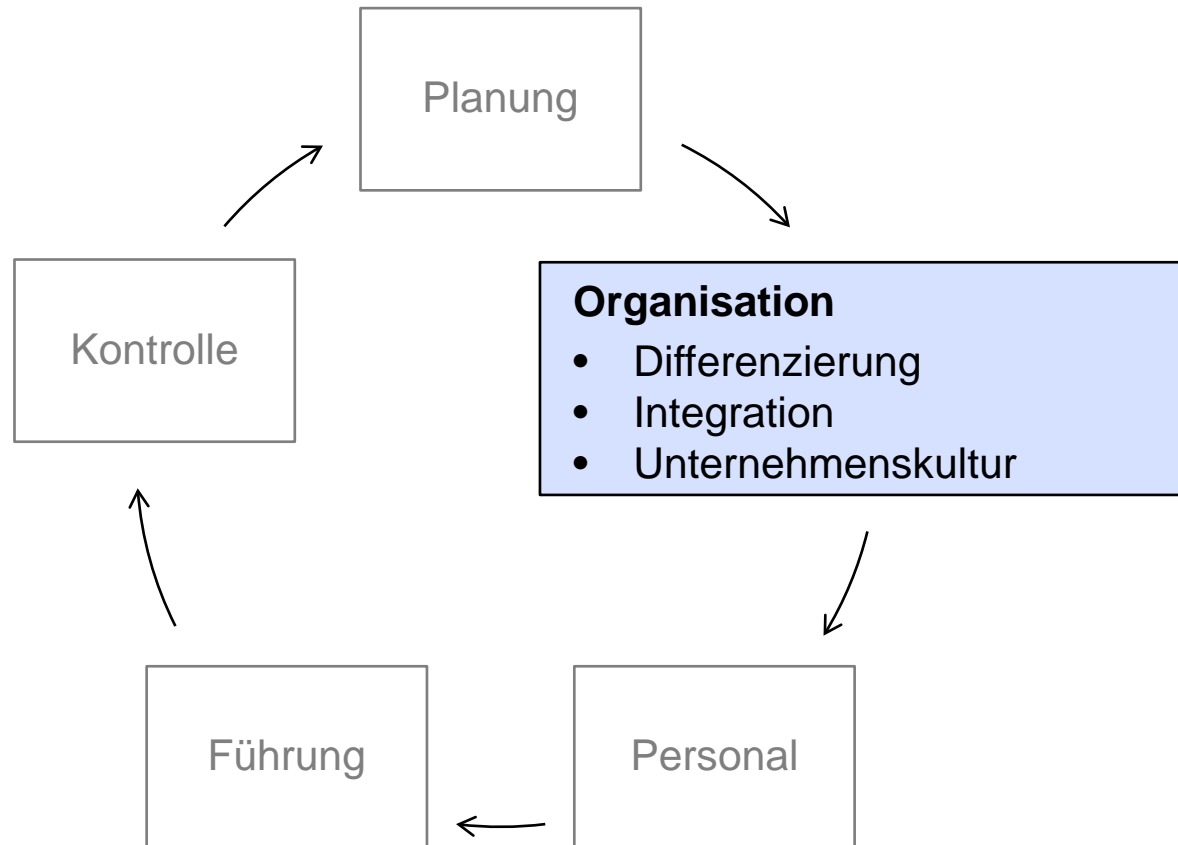 Planung
Kontrolle
Organisation
• Differenzierung
• Integration
• Unternehmenskultur
Führung
Personal